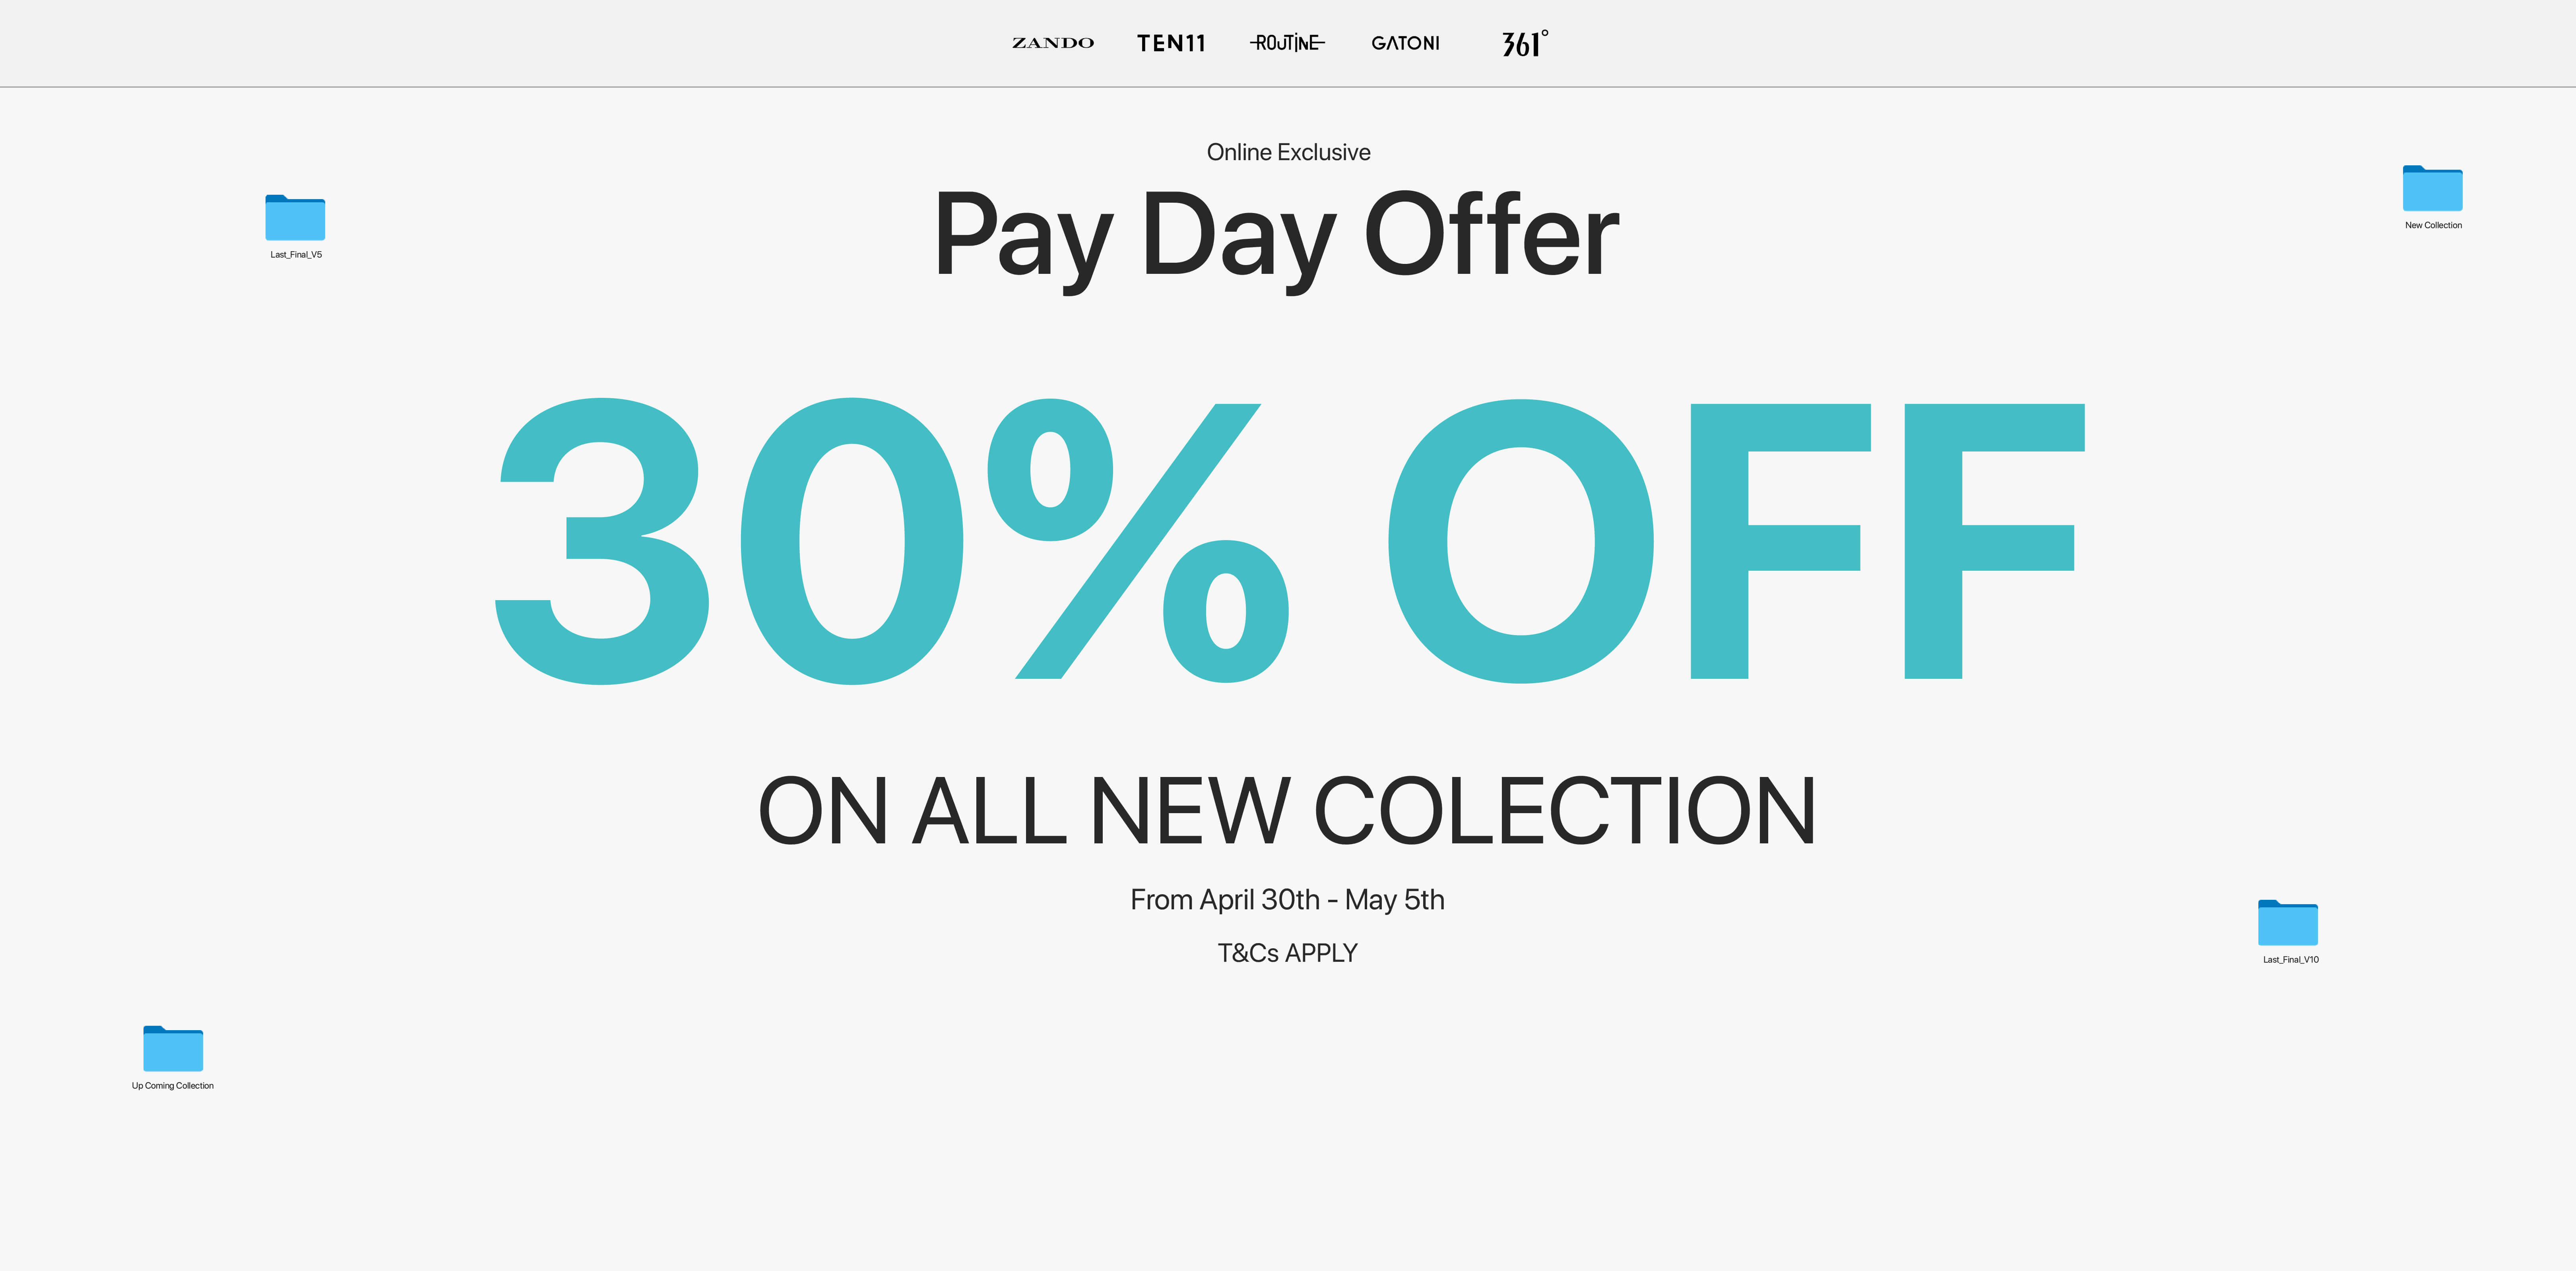 ZANDO TEN11 ROUTINE GATONI 361°
Online Exclusive
Pay Day Offer
New Collection
Last_Final_V5
30% OFF
ON ALL NEW COLECTION
From April 30th - May 5th
T&Cs APPLY
Last_Final_V10
Up Coming Collection